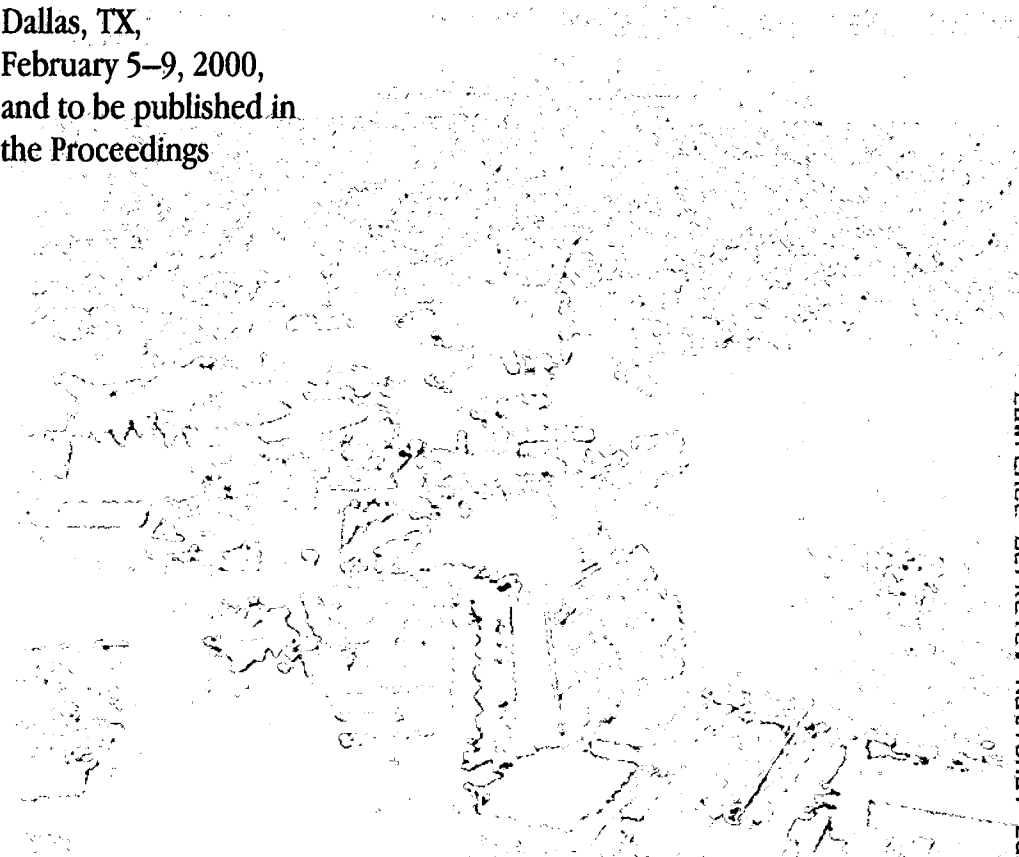 Dallas, TX,
February 5–9, 2000,
and to be published in
the Proceedings